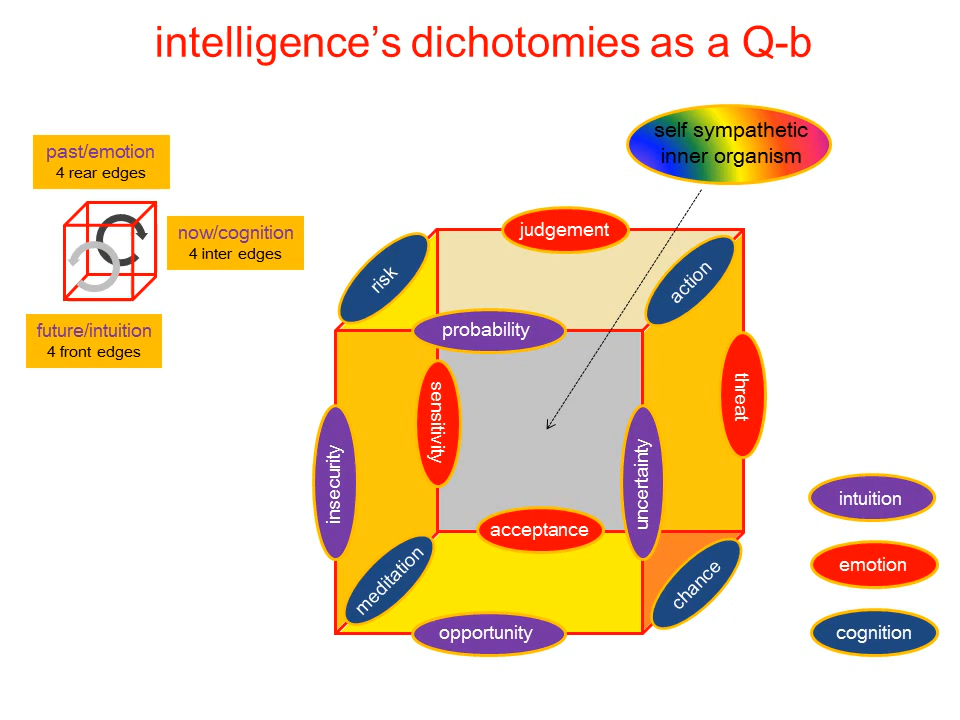 intelligence's dichotomies as a Q-b
self sympathetic
inner organism
past/emotion
4 rear edges
now/cognition
4 inter edges
future/intuition
4 front edges
judgement
risk
action
probability
threat
sensitivity
insecurity
uncertainty
acceptance
meditation
chance
opportunity
intuition
emotion
cognition